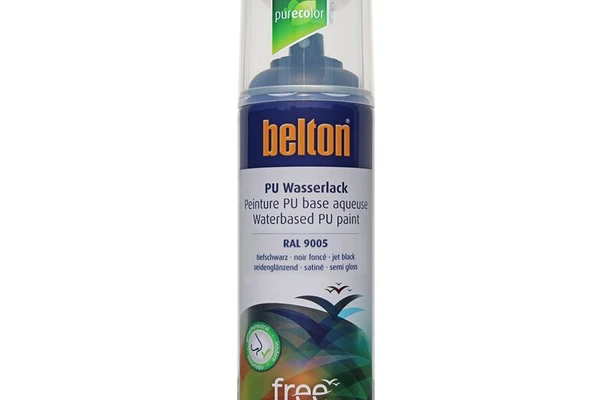 purecolor
belton®
PU Wasserlack
Peinture PU base aqueuse
Waterbased PU paint
RAL 9005
tiefschwarz · noir foncé · jet black
seidenglänzend · satiné · semi gloss
free